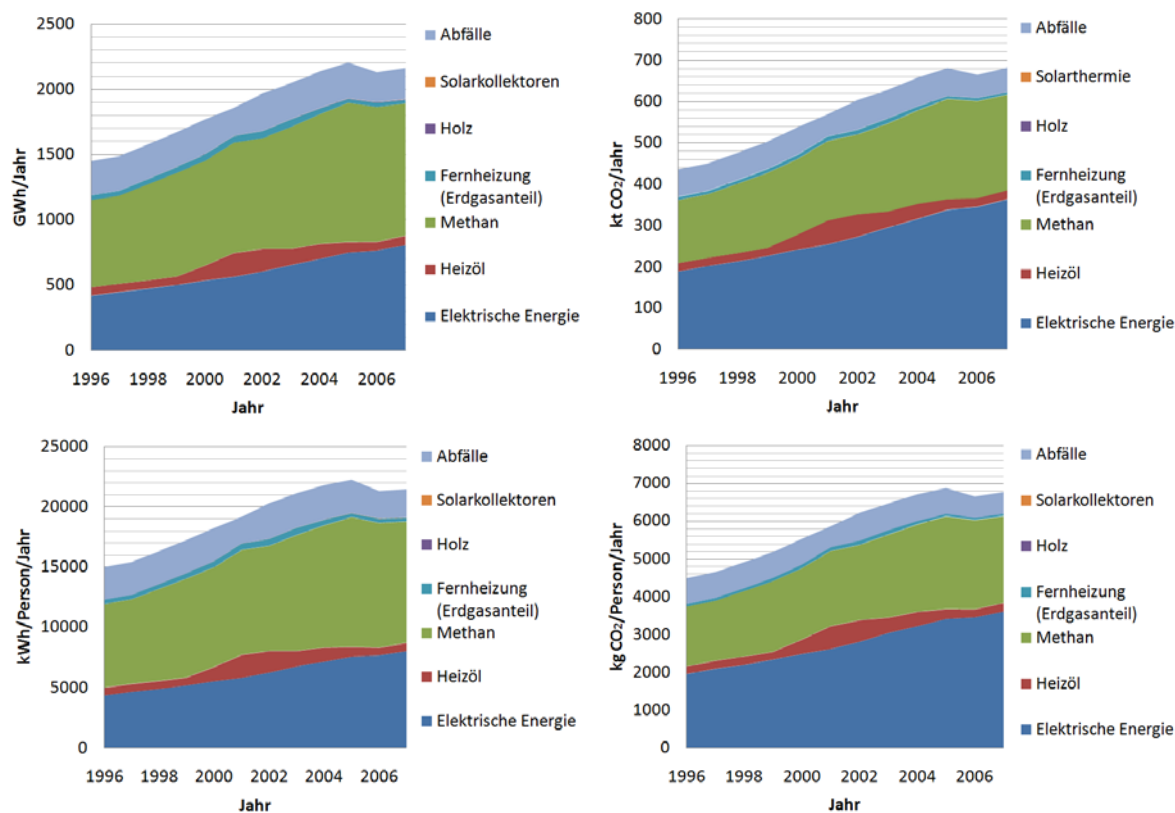 2500
2000
1500
1000
500
0
GWh/Jahr
1996 1998 2000 2002 2004 2006
Jahr
Abfälle
Solarkollektoren
Holz
Fernheizung
(Erdgasanteil)
Methan
Heizöl
Elektrische Energie
800
700
600
500
400
300
200
100
0
kt CO₂/Jahr
1996 1998 2000 2002 2004 2006
Jahr
Abfälle
Solarthermie
Holz
Fernheizung
(Erdgasanteil)
Methan
Heizöl
Elektrische Energie
25000
20000
15000
10000
5000
0
kWh/Person/Jahr
1996 1998 2000 2002 2004 2006
Jahr
Abfälle
Solarkollektoren
Holz
Fernheizung
(Erdgasanteil)
Methan
Heizöl
Elektrische Energie
8000
7000
6000
5000
4000
3000
2000
1000
0
kg CO₂/Person/Jahr
1996 1998 2000 2002 2004 2006
Jahr
Abfälle
Solarkollektoren
Holz
Fernheizung
(Erdgasanteil)
Methan
Heizöl
Elektrische Energie